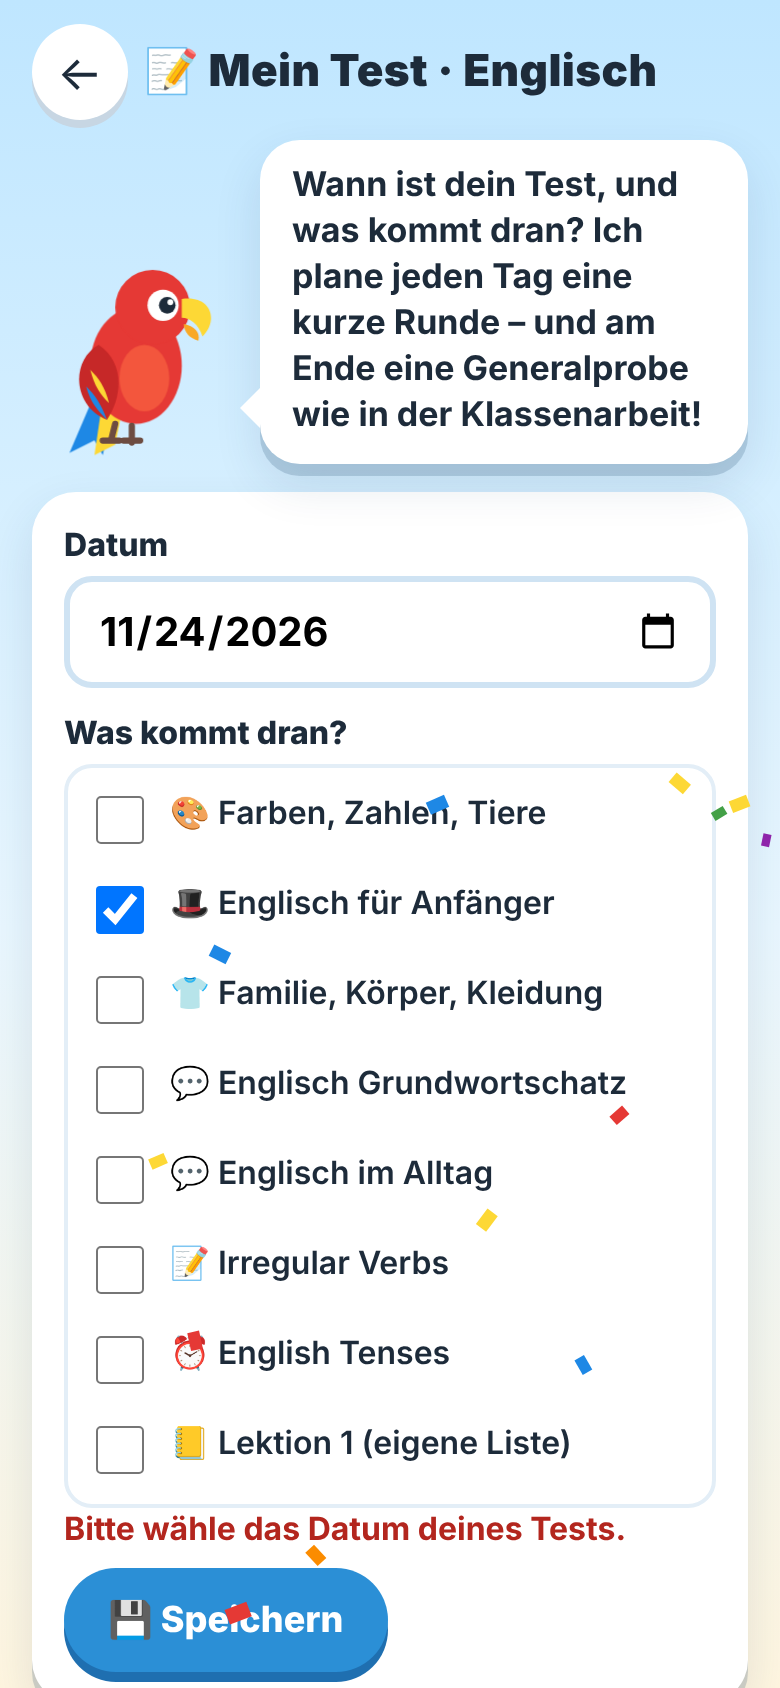 📝 Mein Test · Englisch
Wann ist dein Test, und
was kommt dran? Ich
plane jeden Tag eine
kurze Runde – und am
Ende eine Generalprobe
wie in der Klassenarbeit!
Datum
11/24/2026
Was kommt dran?
🎨 Farben, Zahlen, Tiere
🎩 Englisch für Anfänger
👕 Familie, Körper, Kleidung
💬 Englisch Grundwortschatz
💬 Englisch im Alltag
📝 Irregular Verbs
⏰ English Tenses
📒 Lektion 1 (eigene Liste)
Bitte wähle das Datum deines Tests.
💾 Speichern